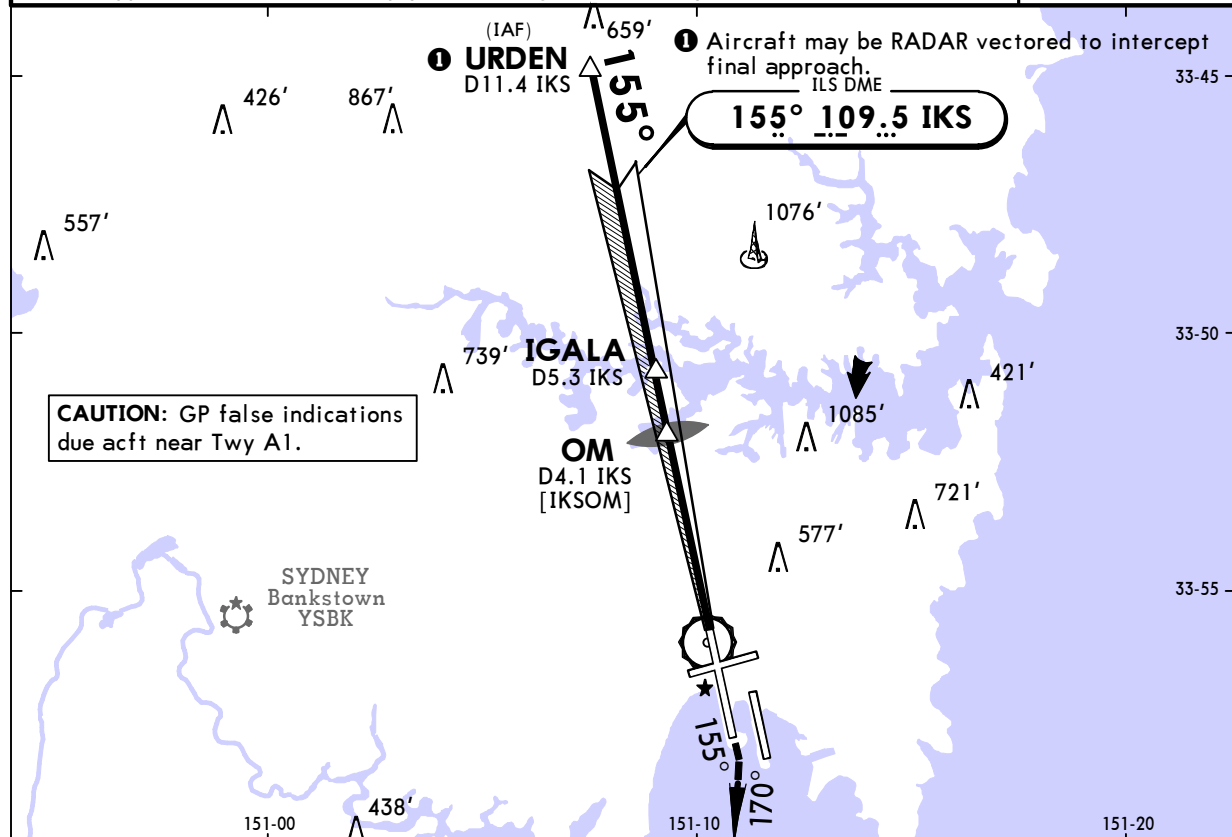 (IAF)
❶ URDEN
D11.4 IKS
659'
❶ Aircraft may be RADAR vectored to intercept
final approach.
33-45
155°
ILS DME
155° 109.5 IKS
426'
867'
557'
1076'
33-50
IGALA
D5.3 IKS
739'
421'
1085'
CAUTION: GP false indications
due acft near Twy A1.
OM
D4.1 IKS
[IKSOM]
721'
577'
SYDNEY
Bankstown
YSBK
33-55
155°
170°
438'
151-00
151-10
151-20